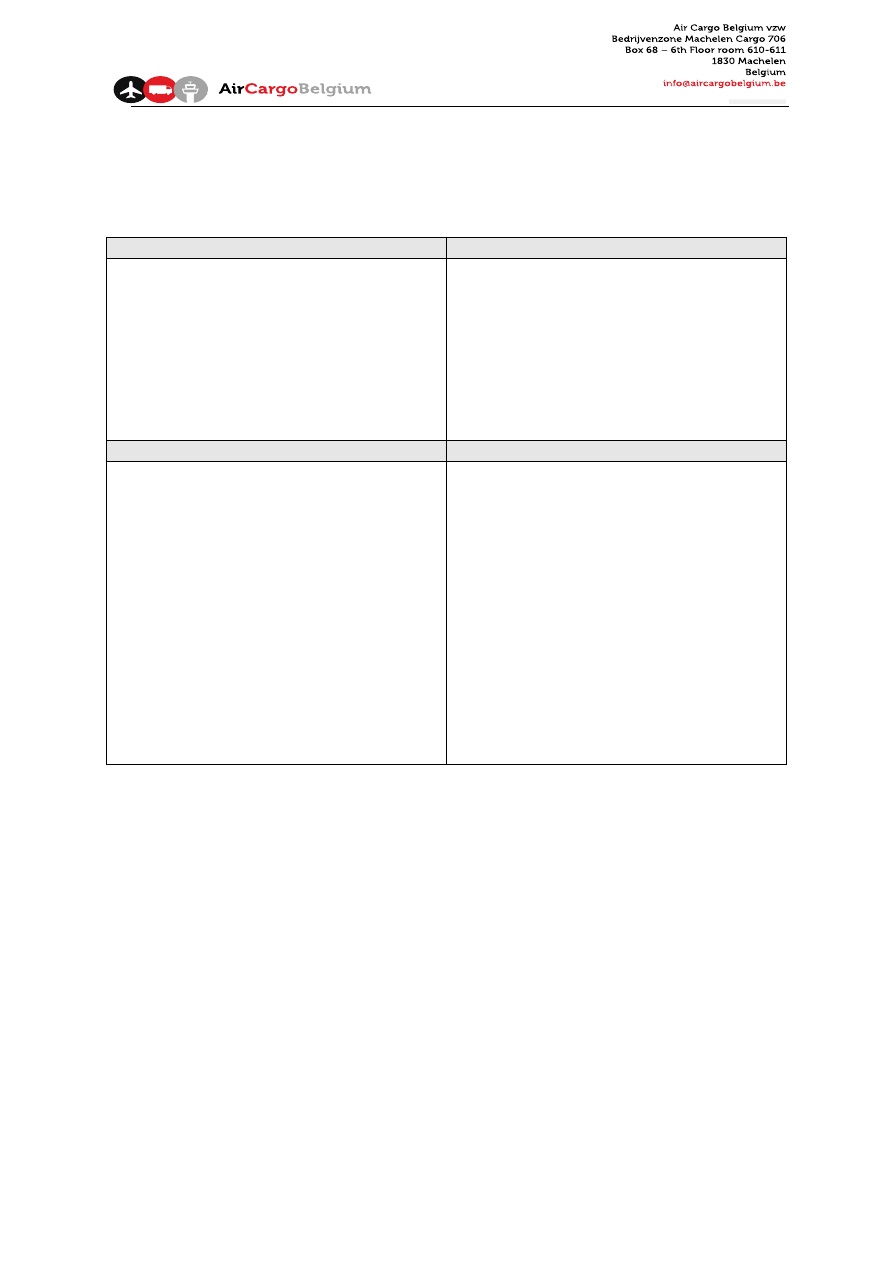 Air Cargo Belgium vzw
Bedrijvenzone Machelen Cargo 706
Box 68 – 6th Floor room 610-611
1830 Machelen
Belgium
info@aircargobelgium.be
AirCargoBelgium